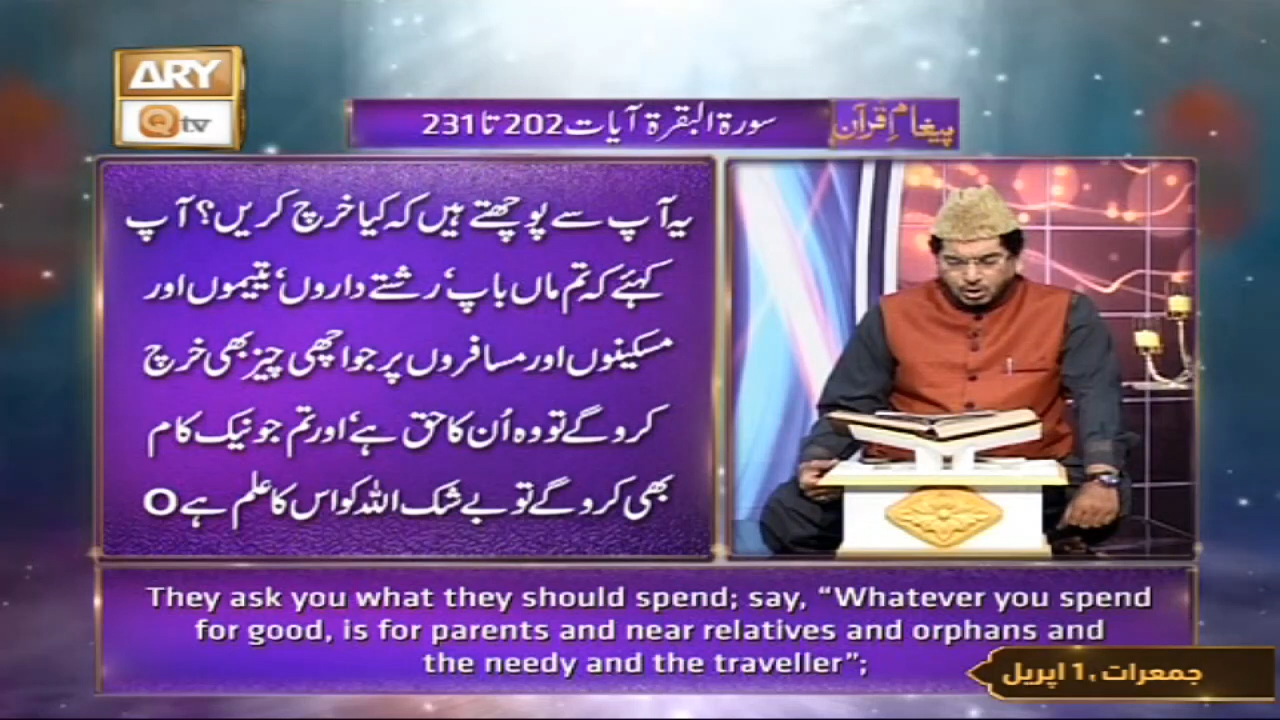 ARY
Qtv
پیغامِ قرآن
سورۃ البقرۃ آیات 202 تا 231
یہ آپ سے پوچھتے ہیں کہ کیا خرچ کریں؟ آپ
کہئے کہ تم ماں باپ‘ رشتے داروں‘ یتیموں اور
مسکینوں اور مسافروں پر جو اچھی چیز بھی خرچ
کرو گے تو وہ اُن کا حق ہے‘ اور تم جو نیک کام
بھی کرو گے تو بے شک اللہ کو اس کا علم ہے O
They ask you what they should spend; say, “Whatever you spend
for good, is for parents and near relatives and orphans and
the needy and the traveller”;
جمعرات، 1 اپریل